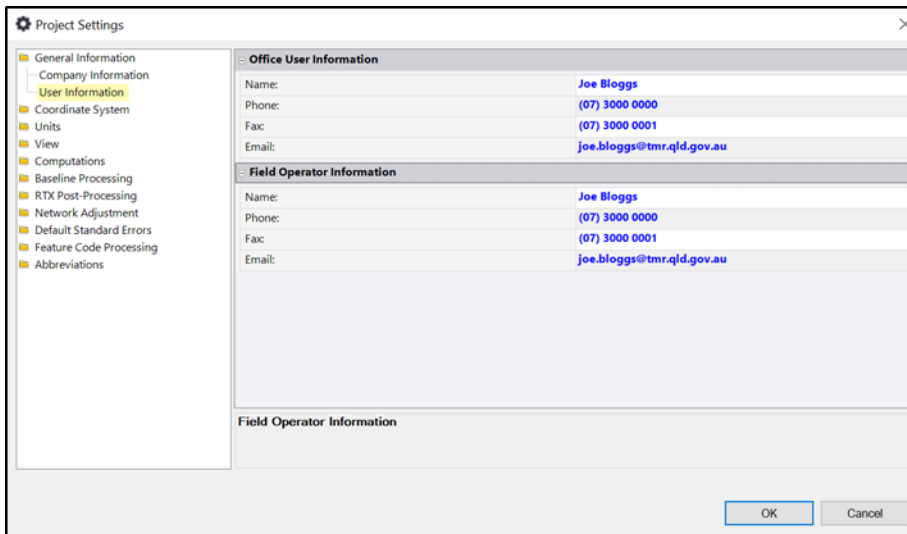 Project Settings
General Information
Company Information
User Information
Coordinate System
Units
View
Computations
Baseline Processing
RTX Post-Processing
Network Adjustment
Default Standard Errors
Feature Code Processing
Abbreviations
Office User Information
Name: Joe Bloggs
Phone: (07) 3000 0000
Fax: (07) 3000 0001
Email: joe.bloggs@tmr.qld.gov.au
Field Operator Information
Name: Joe Bloggs
Phone: (07) 3000 0000
Fax: (07) 3000 0001
Email: joe.bloggs@tmr.qld.gov.au
Field Operator Information
OK Cancel